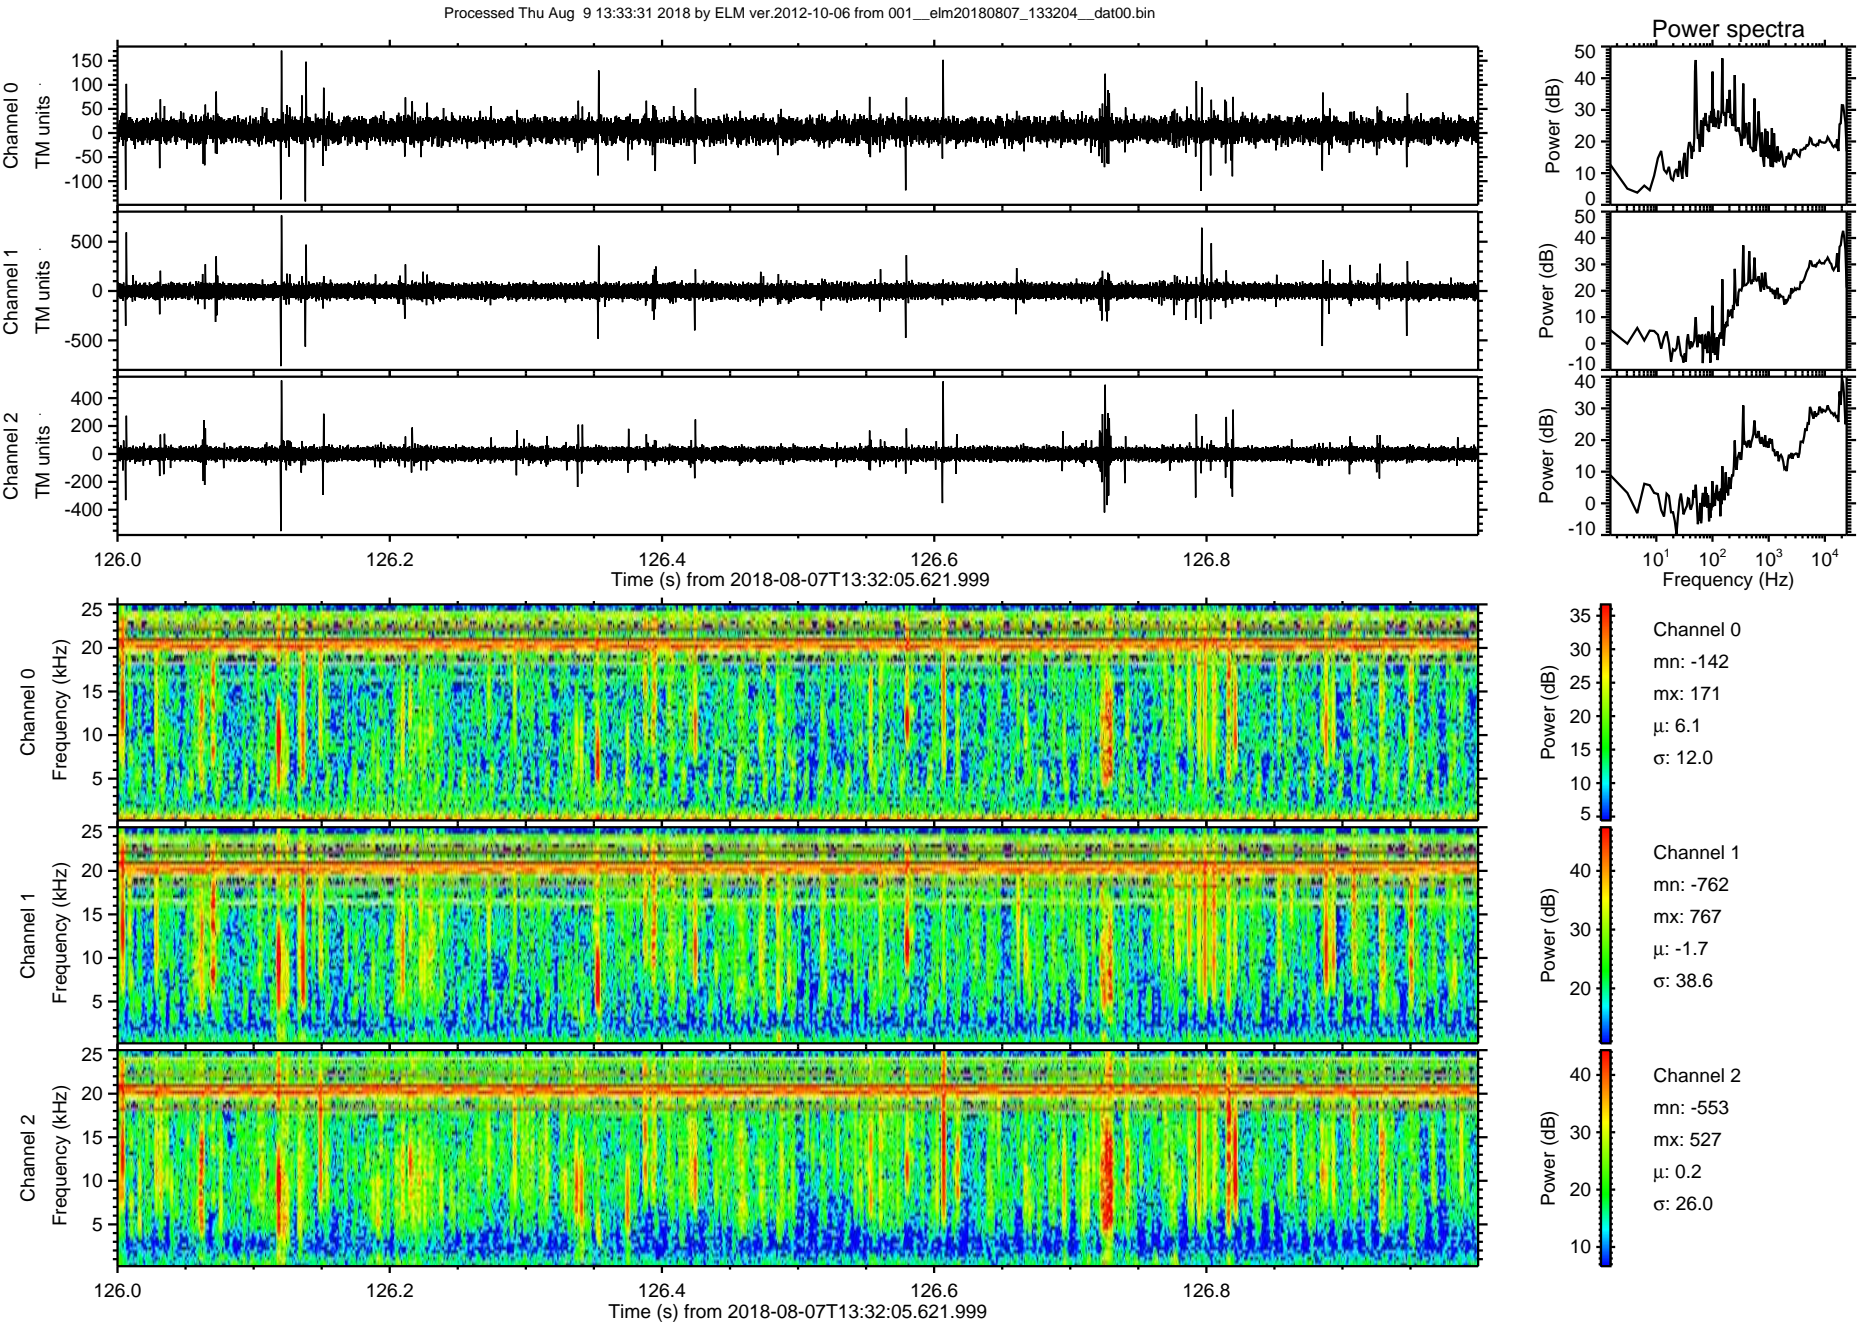 Processed Thu Aug  9 13:33:31 2018 by ELM ver.2012-10-06 from 001__elm20180807_133204__dat00.bin
Power spectra
Channel 0
TM units
150
100
50
0
-50
-100
Power (dB)
50
40
30
20
10
0
Channel 1
TM units
500
0
-500
Power (dB)
50
40
30
20
10
0
-10
Channel 2
TM units
400
200
0
-200
-400
Power (dB)
40
30
20
10
0
-10
126.0 126.2 126.4 126.6 126.8
Time (s) from 2018-08-07T13:32:05.621.999
10¹ 10² 10³ 10⁴
Frequency (Hz)
Channel 0
Frequency (kHz)
25
20
15
10
5
Power (dB)
35
30
25
20
15
10
5
Channel 0
mn: -142
mx: 171
μ: 6.1
σ: 12.0
Channel 1
Frequency (kHz)
25
20
15
10
5
Power (dB)
40
30
20
Channel 1
mn: -762
mx: 767
μ: -1.7
σ: 38.6
Channel 2
Frequency (kHz)
25
20
15
10
5
Power (dB)
40
30
20
10
Channel 2
mn: -553
mx: 527
μ: 0.2
σ: 26.0
126.0 126.2 126.4 126.6 126.8
Time (s) from 2018-08-07T13:32:05.621.999